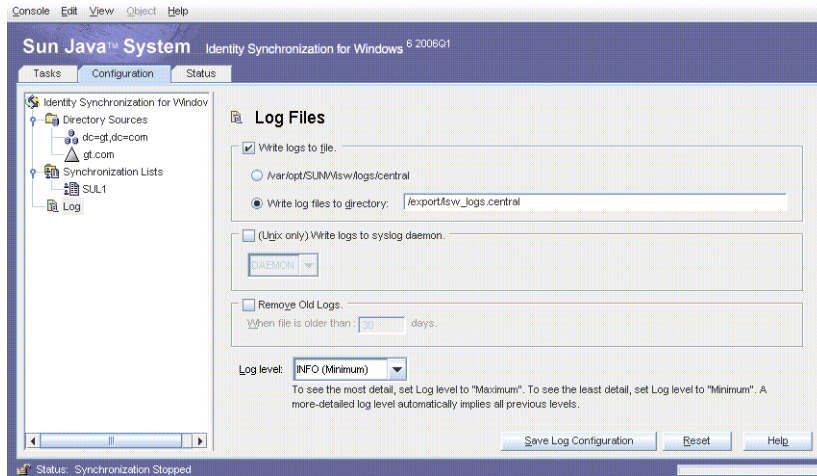 Console Edit View Object Help
Sun Java™ System Identity Synchronization for Windows 6 2006Q1
Tasks Configuration Status
Identity Synchronization for Window
Directory Sources
dc=gt,dc=com
gt.com
Synchronization Lists
SUL1
Log
Log Files
Write logs to file.
/var/opt/SUNWisw/logs/central
Write log files to directory: /export/isw_logs.central
(Unix only) Write logs to syslog daemon.
DAEMON
Remove Old Logs.
When file is older than : 30 days.
Log level: INFO (Minimum)
To see the most detail, set Log level to "Maximum". To see the least detail, set Log level to "Minimum". A
more-detailed log level automatically implies all previous levels.
Save Log Configuration Reset Help
Status: Synchronization Stopped